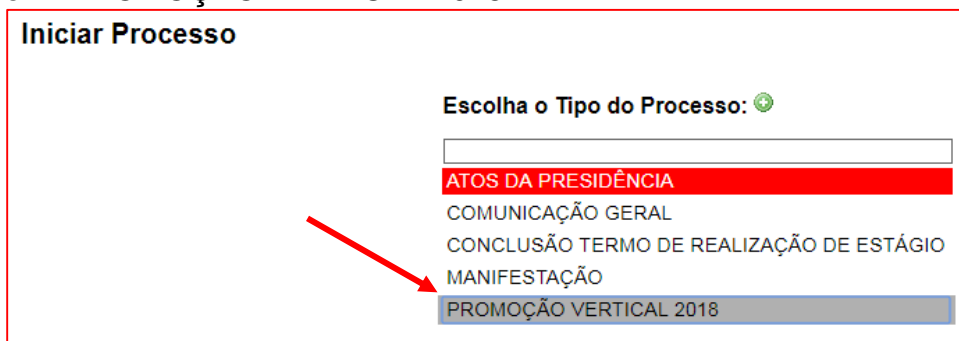 Iniciar Processo
Escolha o Tipo do Processo:
ATOS DA PRESIDÊNCIA
COMUNICAÇÃO GERAL
CONCLUSÃO TERMO DE REALIZAÇÃO DE ESTÁGIO
MANIFESTAÇÃO
PROMOÇÃO VERTICAL 2018